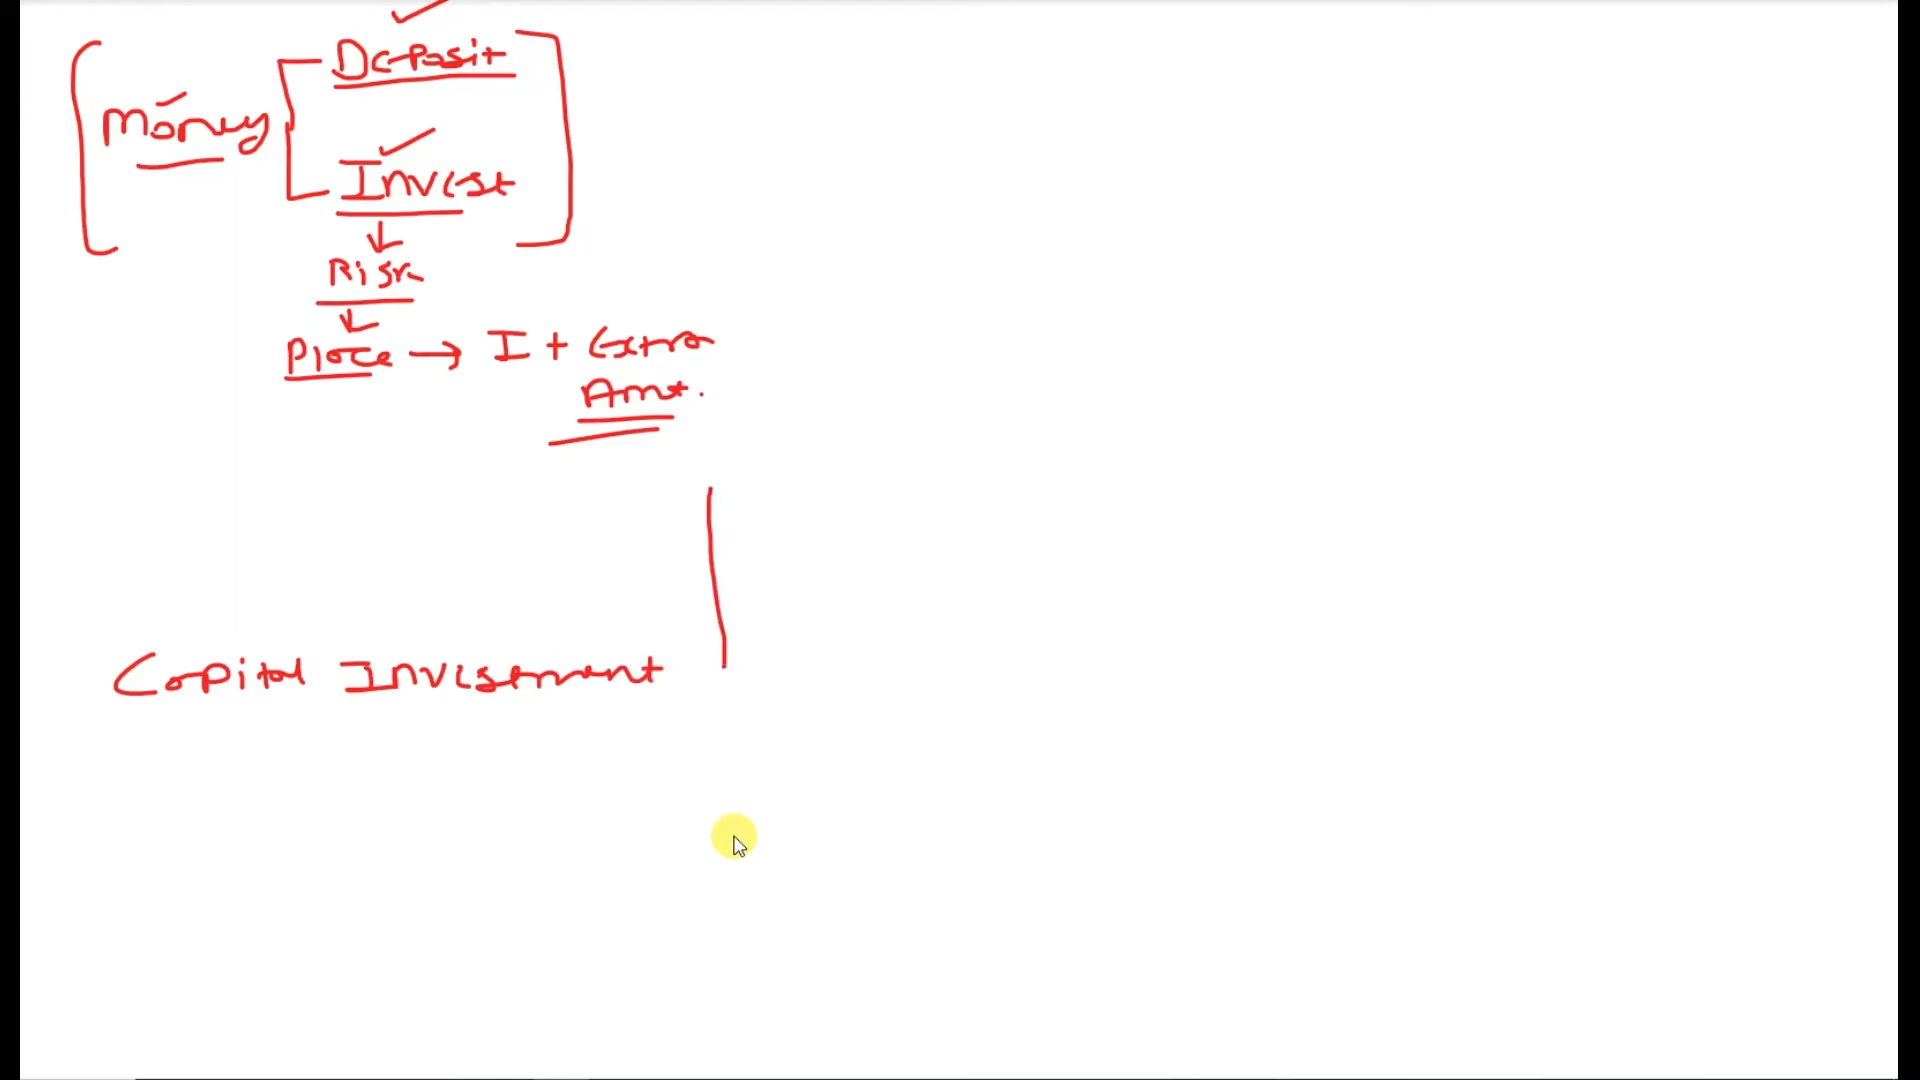 Deposit
Money
Invest
Risk
Place → I + Extra
Amt.
Capital Investment